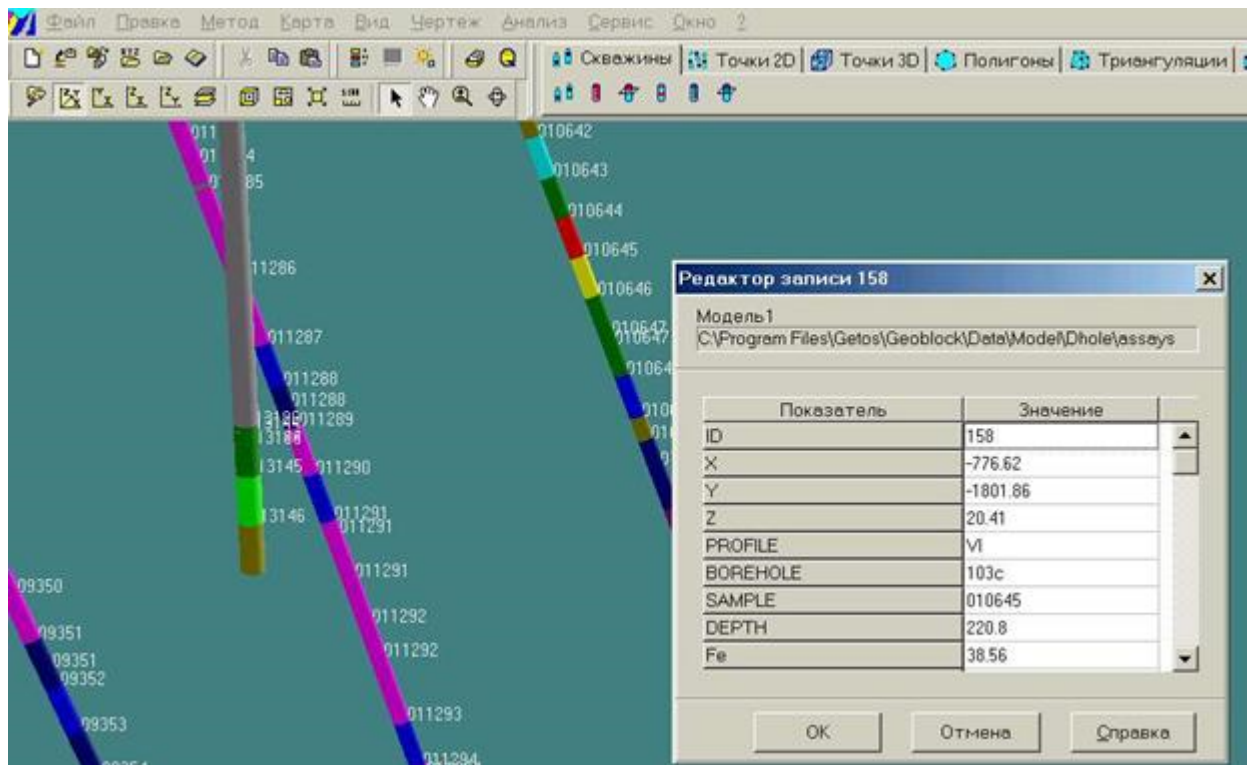 Файл Правка Метод Карта Вид Чертеж Анализ Сервис Окно ?
Скважины Точки 2D Точки 3D Полигоны Триангуляции
010642
010643
010644
010645
010646
010647
010647
011286
011287
011288
011288
011289
13145 011290
13146 011291
011291
011291
011292
011292
011293
011294
09350
09351
09351
09352
09353
Редактор записи 158
Модель1
C:\Program Files\Getos\Geoblock\Data\Model\Dhole\assays
Показатель Значение
ID 158
X -776.62
Y -1801.86
Z 20.41
PROFILE VI
BOREHOLE 103c
SAMPLE 010645
DEPTH 220.8
Fe 38.56
OK Отмена Справка